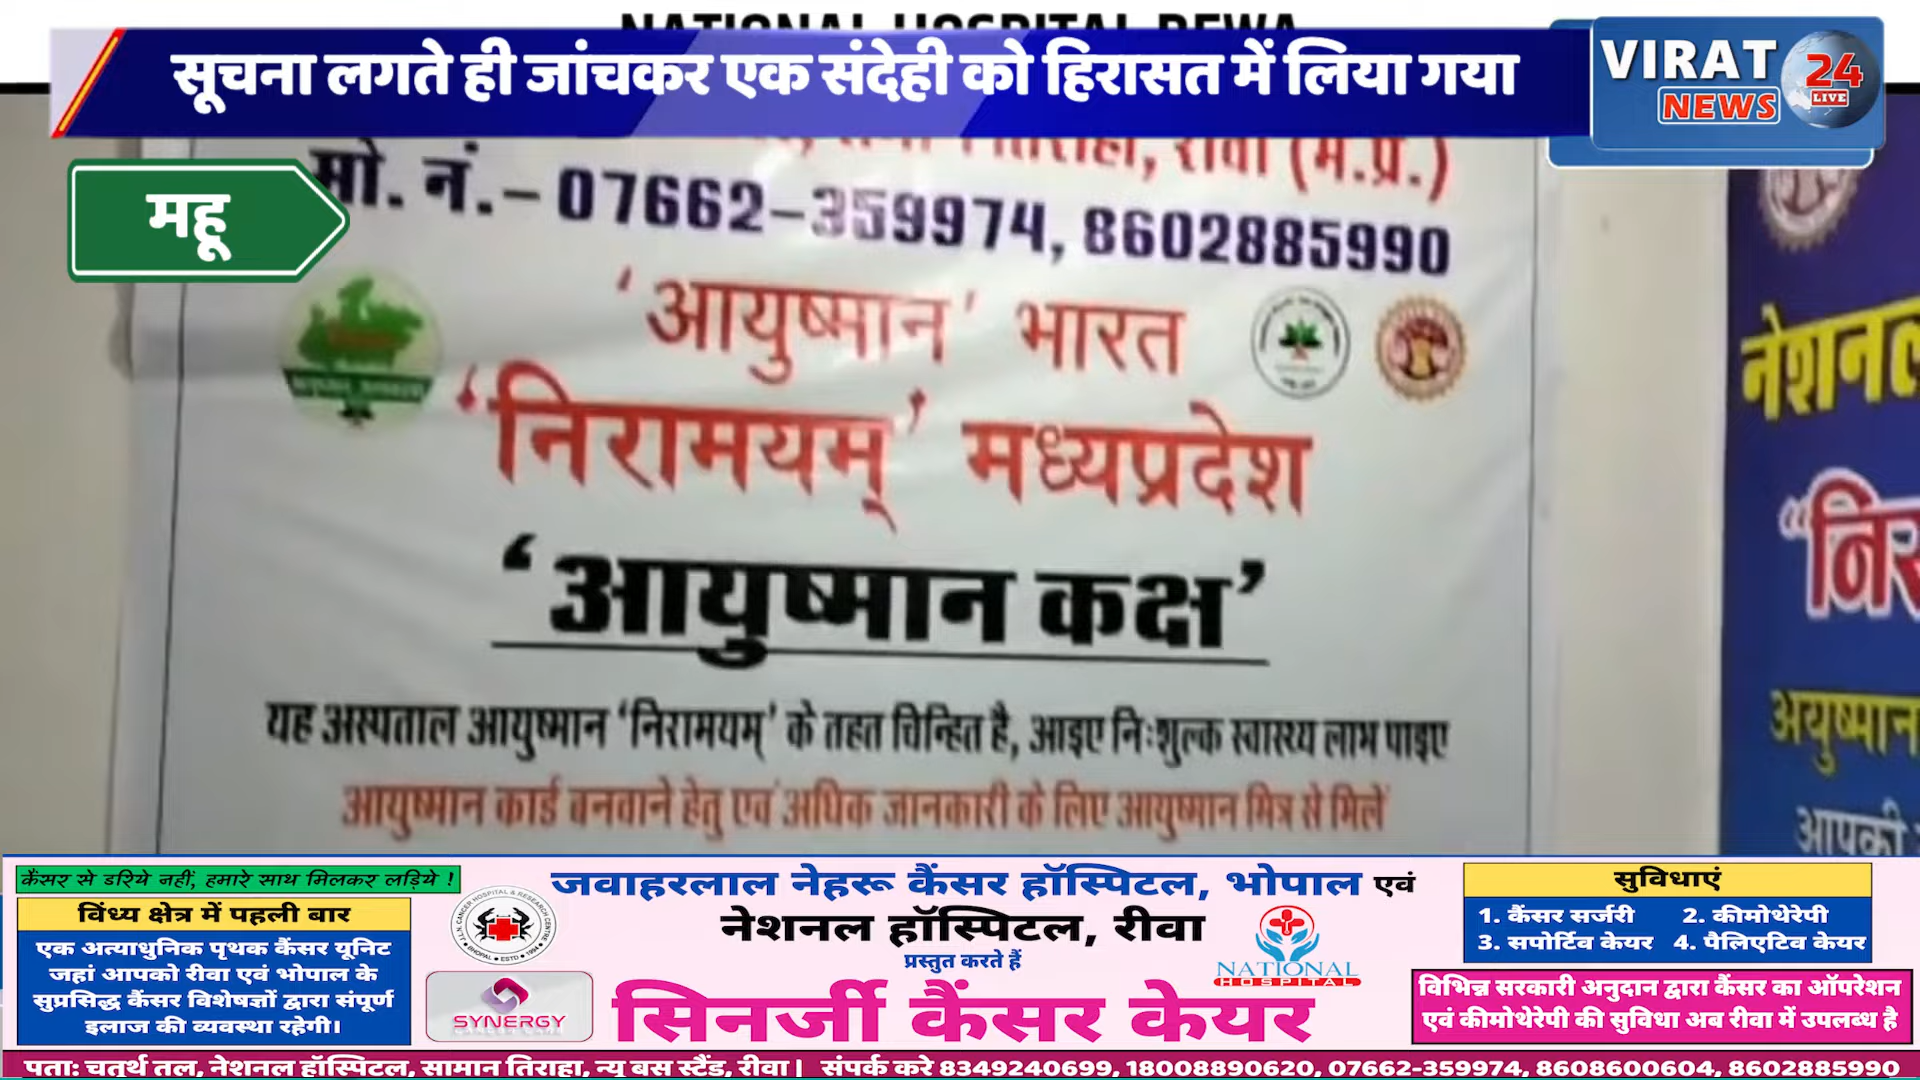 सूचना लगते ही जांचकर एक संदेही को हिरासत में लिया गया
VIRAT
NEWS
24
LIVE
महू
रीवा (म.प्र.)
मो. नं.– 07662–359974, 8602885990
‘आयुष्मान’ भारत
‘निरामयम्’ मध्यप्रदेश
‘आयुष्मान कक्ष’
यह अस्पताल आयुष्मान ‘निरामयम्’ के तहत चिन्हित है, आइए निःशुल्क स्वास्थ्य लाभ पाइए
आयुष्मान कार्ड बनवाने हेतु एवं अधिक जानकारी के लिए आयुष्मान मित्र से मिलें
नेशनल
अयुष्मान
आपकी
कैंसर से डरिये नहीं, हमारे साथ मिलकर लड़िये !
विंध्य क्षेत्र में पहली बार
एक अत्याधुनिक पृथक कैंसर यूनिट
जहां आपको रीवा एवं भोपाल के
सुप्रसिद्ध कैंसर विशेषज्ञों द्वारा संपूर्ण
इलाज की व्यवस्था रहेगी।
SYNERGY
जवाहरलाल नेहरू कैंसर हॉस्पिटल, भोपाल एवं
नेशनल हॉस्पिटल, रीवा
प्रस्तुत करते हैं
NATIONAL
HOSPITAL
सिनर्जी कैंसर केयर
सुविधाएं
1. कैंसर सर्जरी 2. कीमोथेरेपी
3. सपोर्टिव केयर 4. पैलिएटिव केयर
विभिन्न सरकारी अनुदान द्वारा कैंसर का ऑपरेशन
एवं कीमोथेरेपी की सुविधा अब रीवा में उपलब्ध है
पता: चतुर्थ तल, नेशनल हॉस्पिटल, सामान तिराहा, न्यू बस स्टैंड, रीवा | संपर्क करे 8349240699, 18008890620, 07662-359974, 8608600604, 8602885990